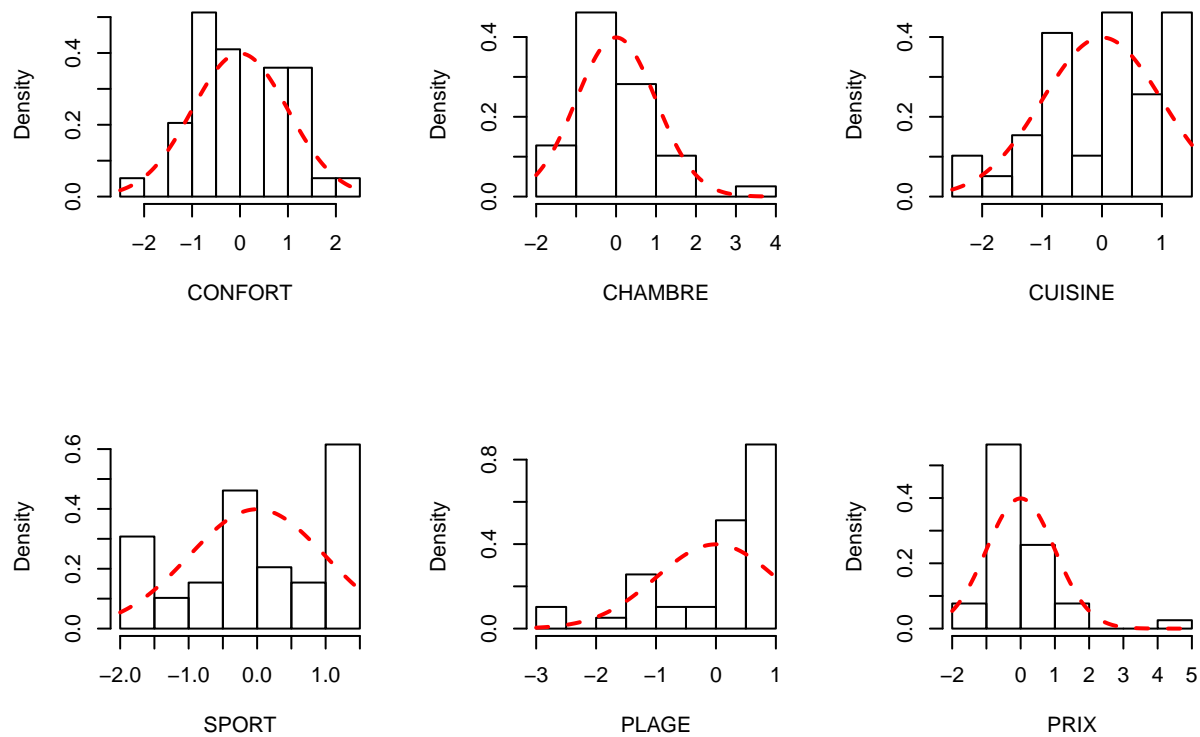 Density
0.0 0.2 0.4
−2 −1 0 1 2
CONFORT
Density
0.0 0.2 0.4
−2 0 1 2 3 4
CHAMBRE
Density
0.0 0.2 0.4
−2 −1 0 1
CUISINE
Density
0.0 0.2 0.4 0.6
−2.0 −1.0 0.0 1.0
SPORT
Density
0.0 0.4 0.8
−3 −2 −1 0 1
PLAGE
Density
0.0 0.2 0.4
−2 0 1 2 3 4 5
PRIX